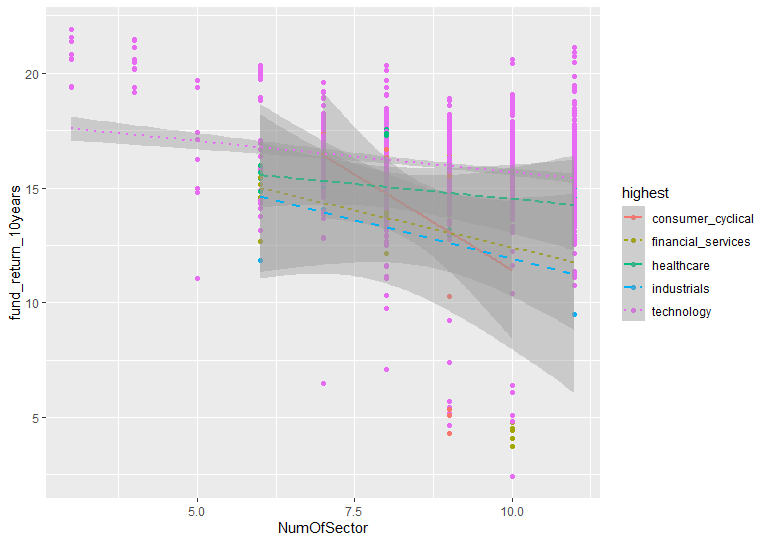 fund_return_10years
20
15
10
5
5.0
7.5
10.0
NumOfSector
highest
consumer_cyclical
financial_services
healthcare
industrials
technology